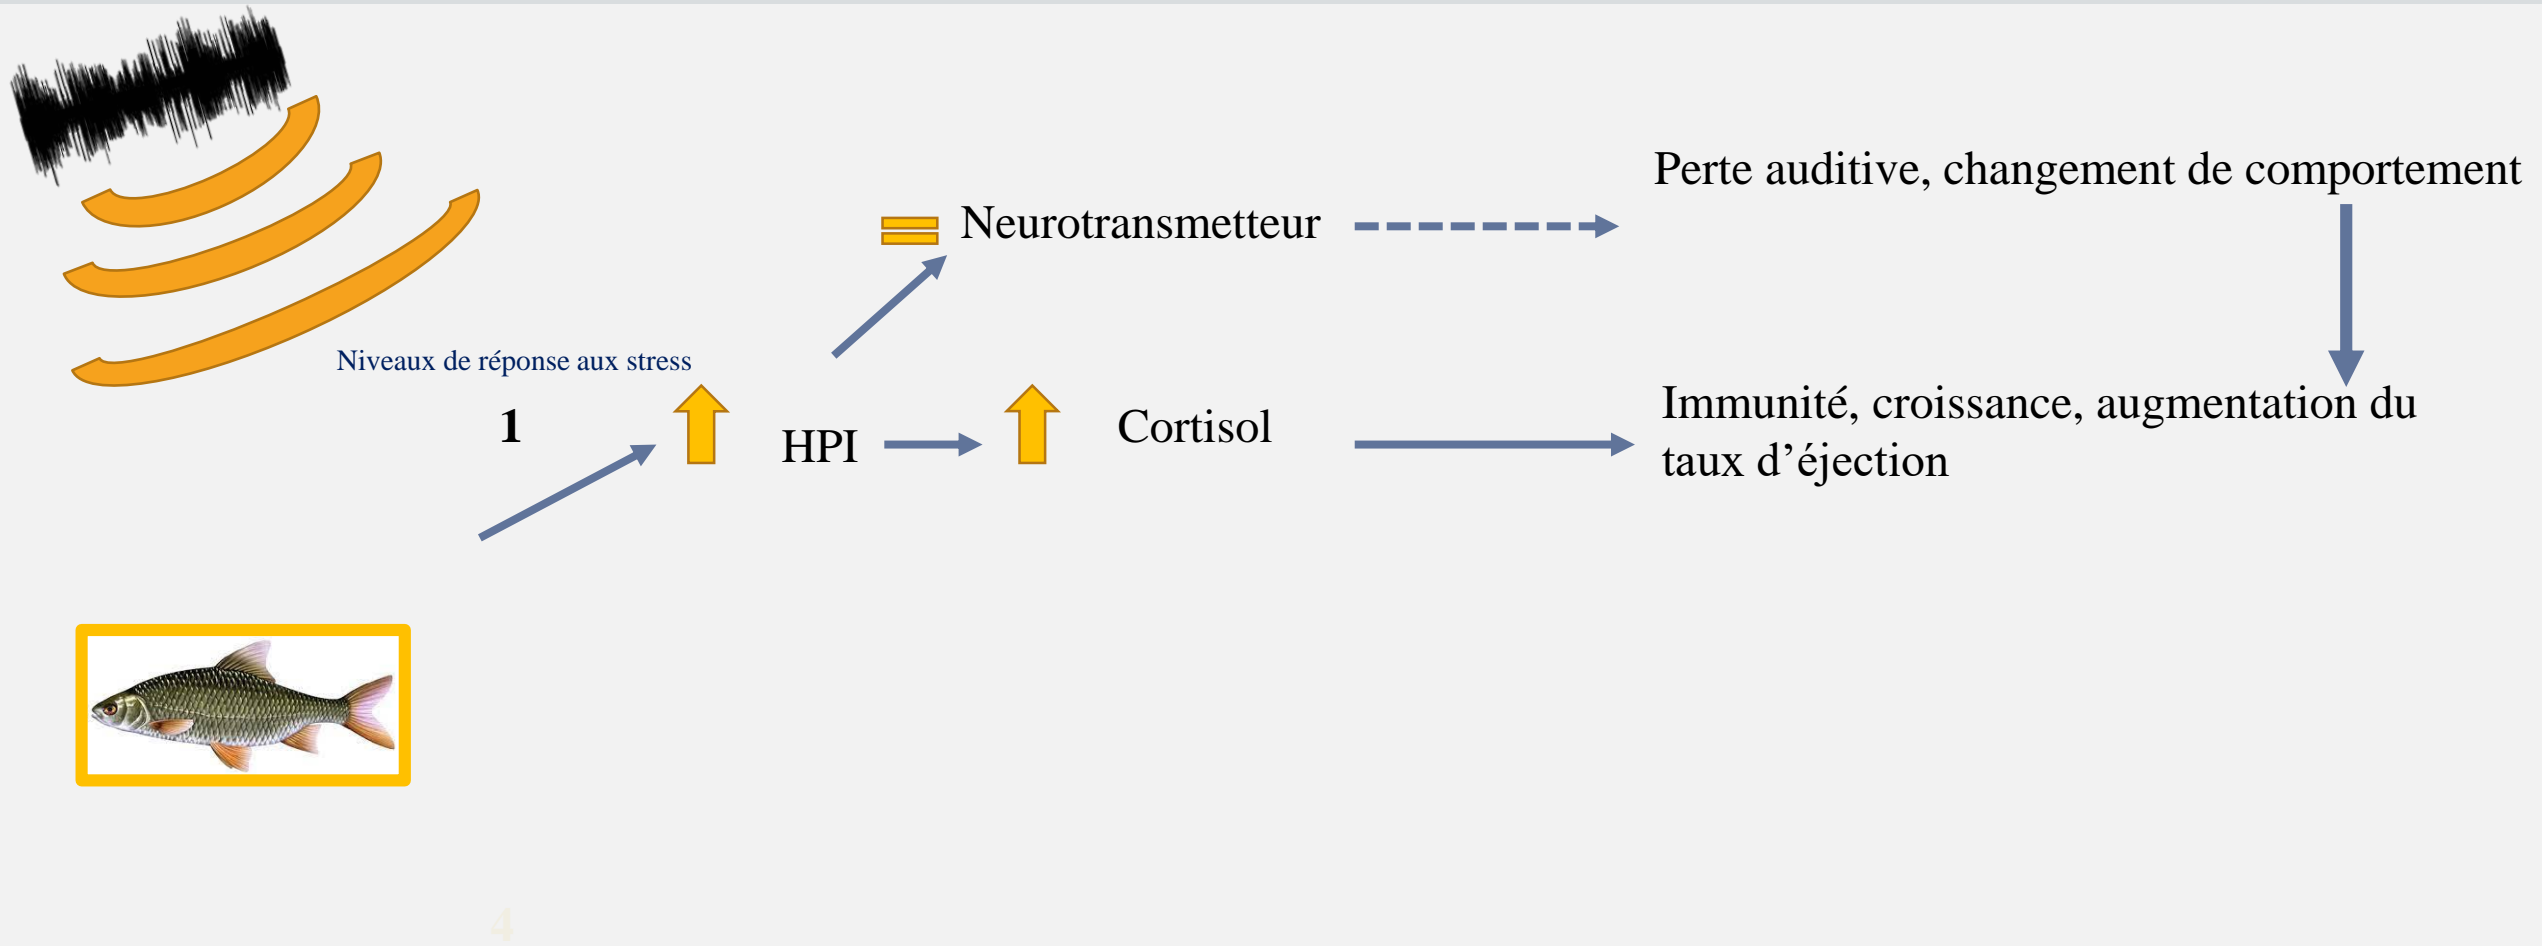 Perte auditive, changement de comportement
Neurotransmetteur
Niveaux de réponse aux stress
1
HPI
Cortisol
Immunité, croissance, augmentation du
taux d’éjection
4